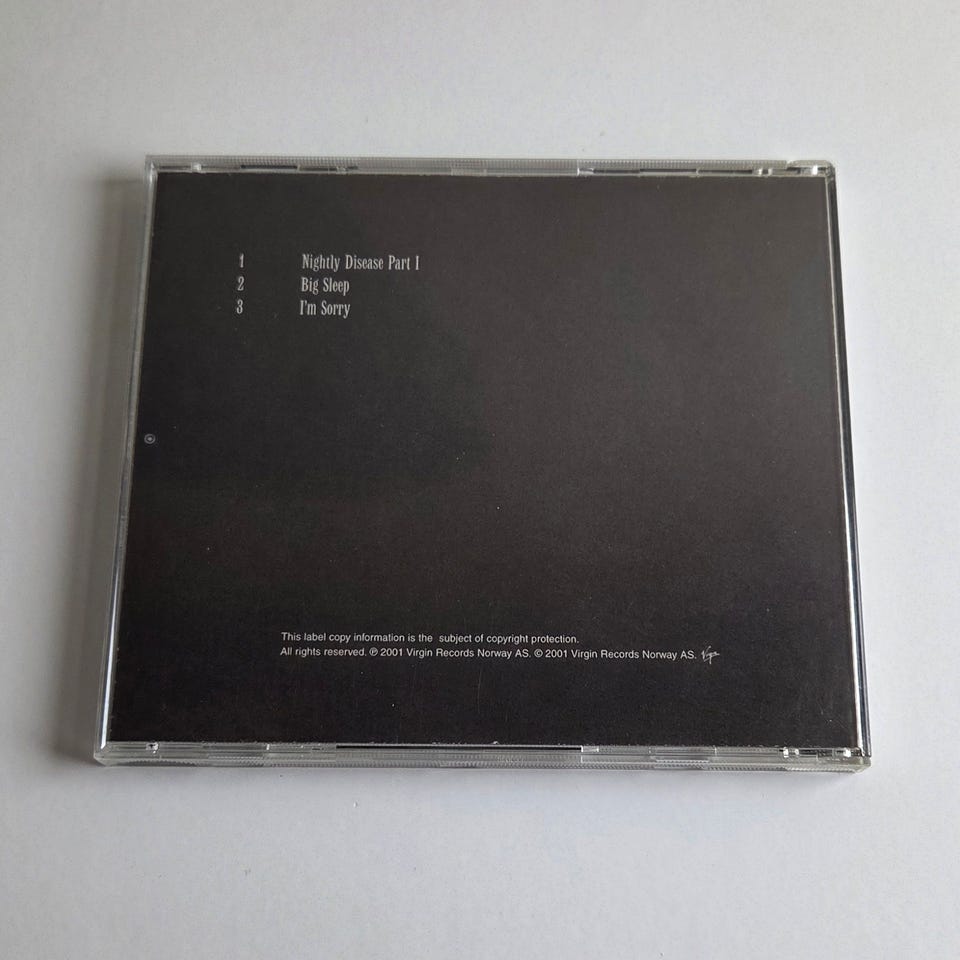 1 Nightly Disease Part I
2 Big Sleep
3 I'm Sorry
This label copy information is the subject of copyright protection.
All rights reserved. ℗ 2001 Virgin Records Norway AS. © 2001 Virgin Records Norway AS. Virgin